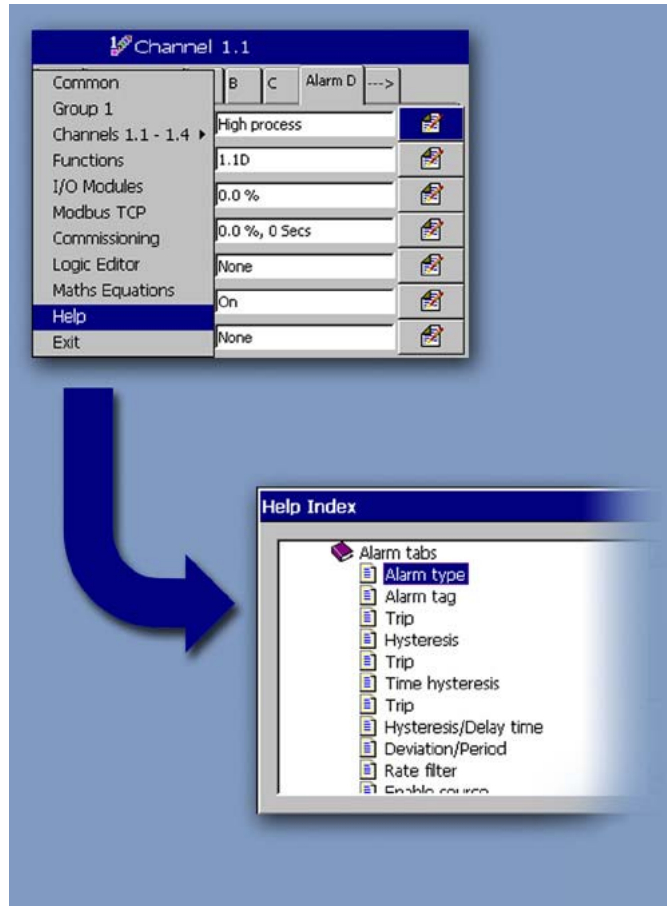 Channel 1.1
B C Alarm D --->
Common
Group 1
Channels 1.1 - 1.4
Functions
I/O Modules
Modbus TCP
Commissioning
Logic Editor
Maths Equations
Help
Exit
High process
1.1D
0.0 %
0.0 %, 0 Secs
None
On
None
Help Index
Alarm tabs
Alarm type
Alarm tag
Trip
Hysteresis
Trip
Time hysteresis
Trip
Hysteresis/Delay time
Deviation/Period
Rate filter
Enable source